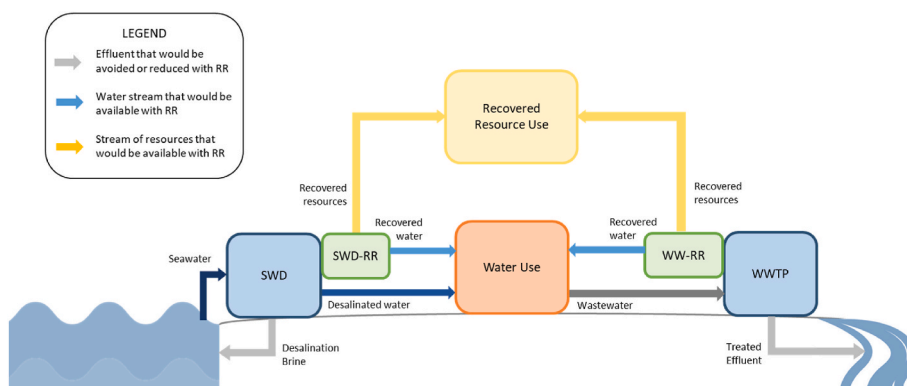 LEGEND
Effluent that would be
avoided or reduced with RR
Water stream that would be
available with RR
Stream of resources that
would be available with RR
Recovered
Resource Use
Recovered
resources
Recovered
resources
Recovered
water
Recovered
water
Seawater
SWD
SWD-RR
Water Use
WW-RR
WWTP
Desalinated water
Wastewater
Desalination
Brine
Treated
Effluent